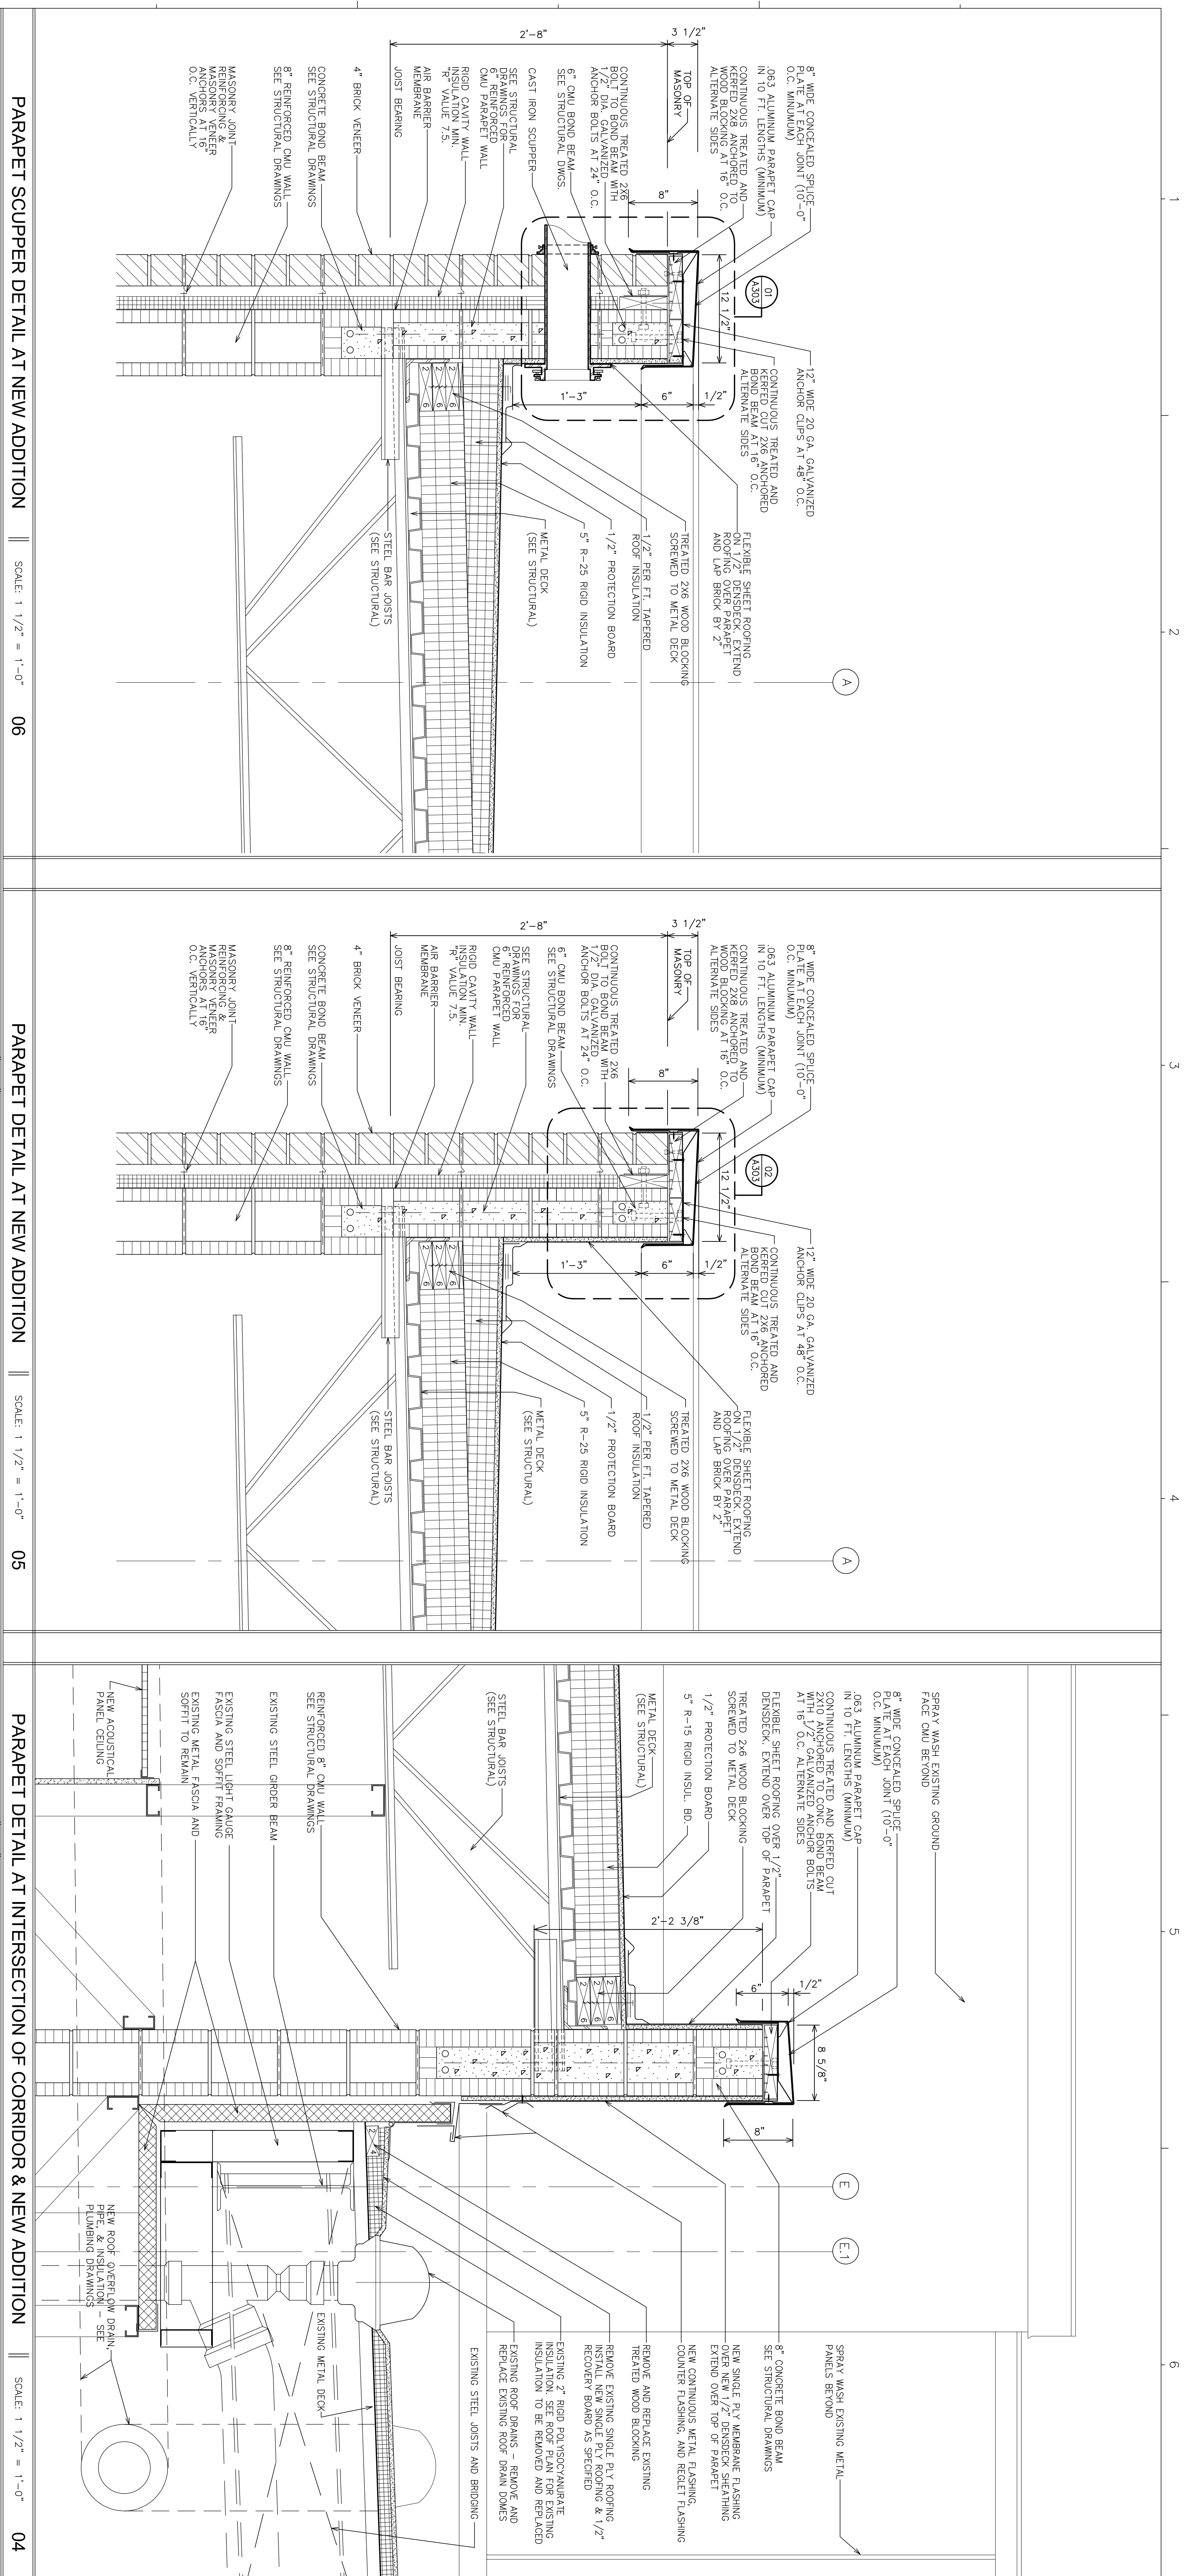 1
2
3
4
5
6
8" WIDE CONCEALED SPLICE
PLATE AT EACH JOINT (10'-0"
O.C. MINUMUM)
.063 ALUMINUM PARAPET CAP
IN 10 FT. LENGTHS (MINIMUM)
CONTINUOUS TREATED AND
KERFED 2X8 ANCHORED TO
WOOD BLOCKING AT 16" O.C.
ALTERNATE SIDES
TOP OF
MASONRY
CONTINUOUS TREATED 2X6
BOLT TO BOND BEAM WITH
1/2" DIA. GALVANIZED
ANCHOR BOLTS AT 24" O.C.
6" CMU BOND BEAM
SEE STRUCTURAL DWGS.
CAST IRON SCUPPER
SEE STRUCTURAL
DRAWINGS FOR
6" REINFORCED
CMU PARAPET WALL
RIGID CAVITY WALL
INSULATION MIN.
"R" VALUE 7.5.
AIR BARRIER
MEMBRANE
JOIST BEARING
4" BRICK VENEER
CONCRETE BOND BEAM
SEE STRUCTURAL DRAWINGS
8" REINFORCED CMU WALL
SEE STRUCTURAL DRAWINGS
MASONRY JOINT
REINFORCING &
MASONRY VENEER
ANCHORS AT 16"
O.C. VERTICALLY
3 1/2"
2'-8"
8"
01
A303
12 1/2"
1/2"
6"
1'-3"
12" WIDE 20 GA. GALVANIZED
ANCHOR CLIPS AT 48" O.C.
CONTINUOUS TREATED AND
KERFED CUT 2X6 ANCHORED
BOND BEAM AT 16" O.C.
ALTERNATE SIDES
FLEXIBLE SHEET ROOFING
ON 1/2" DENSDECK. EXTEND
ROOFING OVER PARAPET
AND LAP BRICK BY 2"
TREATED 2X6 WOOD BLOCKING
SCREWED TO METAL DECK
1/2" PER FT. TAPERED
ROOF INSULATION
1/2" PROTECTION BOARD
5" R-25 RIGID INSULATION
METAL DECK
(SEE STRUCTURAL)
STEEL BAR JOISTS
(SEE STRUCTURAL)
2 6
2 6
2 6
A
PARAPET SCUPPER DETAIL AT NEW ADDITION
SCALE: 1 1/2" = 1'-0"
06
8" WIDE CONCEALED SPLICE
PLATE AT EACH JOINT (10'-0"
O.C. MINUMUM)
.063 ALUMINUM PARAPET CAP
IN 10 FT. LENGTHS (MINIMUM)
CONTINUOUS TREATED AND
KERFED 2X8 ANCHORED TO
WOOD BLOCKING AT 16" O.C.
ALTERNATE SIDES
TOP OF
MASONRY
CONTINUOUS TREATED 2X6
BOLT TO BOND BEAM WITH
1/2" DIA. GALVANIZED
ANCHOR BOLTS AT 24" O.C.
6" CMU BOND BEAM
SEE STRUCTURAL DRAWINGS
SEE STRUCTURAL
DRAWINGS FOR
6" REINFORCED
CMU PARAPET WALL
RIGID CAVITY WALL
INSULATION MIN.
"R" VALUE 7.5.
AIR BARRIER
MEMBRANE
JOIST BEARING
4" BRICK VENEER
CONCRETE BOND BEAM
SEE STRUCTURAL DRAWINGS
8" REINFORCED CMU WALL
SEE STRUCTURAL DRAWINGS
MASONRY JOINT
REINFORCING &
MASONRY VENEER
ANCHORS AT 16"
O.C. VERTICALLY
3 1/2"
2'-8"
8"
02
A303
12 1/2"
1/2"
6"
1'-3"
12" WIDE 20 GA. GALVANIZED
ANCHOR CLIPS AT 48" O.C.
CONTINUOUS TREATED AND
KERFED CUT 2X6 ANCHORED
BOND BEAM AT 16" O.C.
ALTERNATE SIDES
FLEXIBLE SHEET ROOFING
ON 1/2" DENSDECK. EXTEND
ROOFING OVER PARAPET
AND LAP BRICK BY 2"
TREATED 2X6 WOOD BLOCKING
SCREWED TO METAL DECK
1/2" PER FT. TAPERED
ROOF INSULATION
1/2" PROTECTION BOARD
5" R-25 RIGID INSULATION
METAL DECK
(SEE STRUCTURAL)
STEEL BAR JOISTS
(SEE STRUCTURAL)
2 6
2 6
2 6
A
PARAPET DETAIL AT NEW ADDITION
SCALE: 1 1/2" = 1'-0"
05
SPRAY WASH EXISTING GROUND
FACE CMU BEYOND
8" WIDE CONCEALED SPLICE
PLATE AT EACH JOINT (10'-0"
O.C. MINUMUM)
.063 ALUMINUM PARAPET CAP
IN 10 FT. LENGTHS (MINIMUM)
CONTINUOUS TREATED AND KERFED CUT
2X10 ANCHORED TO CONC. BOND BEAM
WITH 1/2" GALVANIZED ANCHOR BOLTS
AT 16" O.C. ALTERNATE SIDES
FLEXIBLE SHEET ROOFING OVER 1/2"
DENSDECK. EXTEND OVER TOP OF PARAPET
TREATED 2x6 WOOD BLOCKING
SCREWED TO METAL DECK
1/2" PROTECTION BOARD
5" R-15 RIGID INSUL. BD.
METAL DECK
(SEE STRUCTURAL)
STEEL BAR JOISTS
(SEE STRUCTURAL)
REINFORCED 8" CMU WALL
SEE STRUCTURAL DRAWINGS
EXISTING STEEL GIRDER BEAM
EXISTING STEEL LIGHT GAUGE
FASCIA AND SOFFIT FRAMING
EXISTING METAL FASCIA AND
SOFFIT TO REMAIN
NEW ACOUSTICAL
PANEL CEILING
2'-2 3/8"
1/2"
6"
8 5/8"
8"
2 6
2 6
2 6
2 4
E
E.1
SPRAY WASH EXISTING METAL
PANELS BEYOND
8" CONCRETE BOND BEAM
SEE STRUCTURAL DRAWINGS
NEW SINGLE PLY MEMBRANE FLASHING
OVER NEW 1/2" DENSDECK SHEATHING
EXTEND OVER TOP OF PARAPET
NEW CONTINUOUS METAL FLASHING,
COUNTER FLASHING, AND REGLET FLASHING
REMOVE AND REPLACE EXISTING
TREATED WOOD BLOCKING
REMOVE EXISTING SINGLE PLY ROOFING
INSTALL NEW SINGLE PLY ROOFING & 1/2"
RECOVERY BOARD AS SPECIFIED
EXISTING 2" RIGID POLYISOCYANURATE
INSULATION. SEE ROOF PLAN FOR EXISTING
INSULATION TO BE REMOVED AND REPLACED
EXISTING ROOF DRAINS - REMOVE AND
REPLACE EXISTING ROOF DRAIN DOMES
EXISTING STEEL JOISTS AND BRIDGING
EXISTING METAL DECK
NEW ROOF OVERFLOW DRAIN,
PIPE, & INSULATION - SEE
PLUMBING DRAWINGS
PARAPET DETAIL AT INTERSECTION OF CORRIDOR & NEW ADDITION
SCALE: 1 1/2" = 1'-0"
04